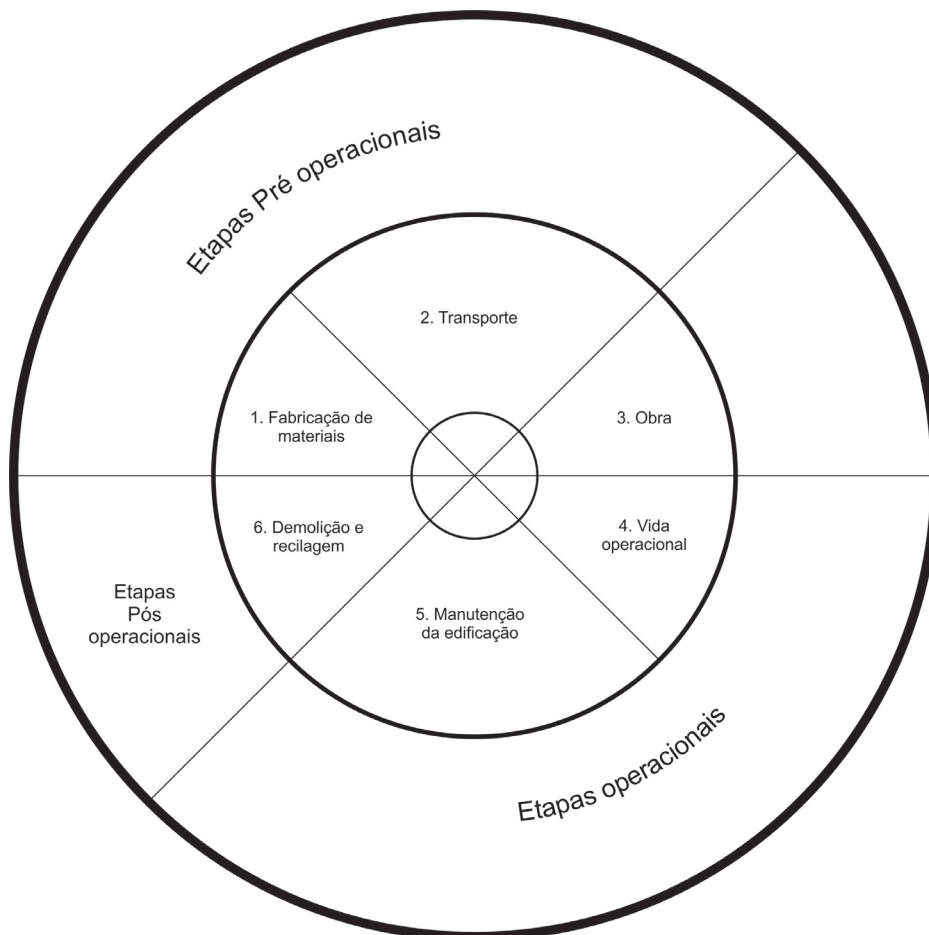 Etapas Pré operacionais
2. Transporte
1. Fabricação de
materiais
3. Obra
6. Demolição e
recilagem
4. Vida
operacional
Etapas
Pós
operacionais
5. Manutenção
da edificação
Etapas operacionais